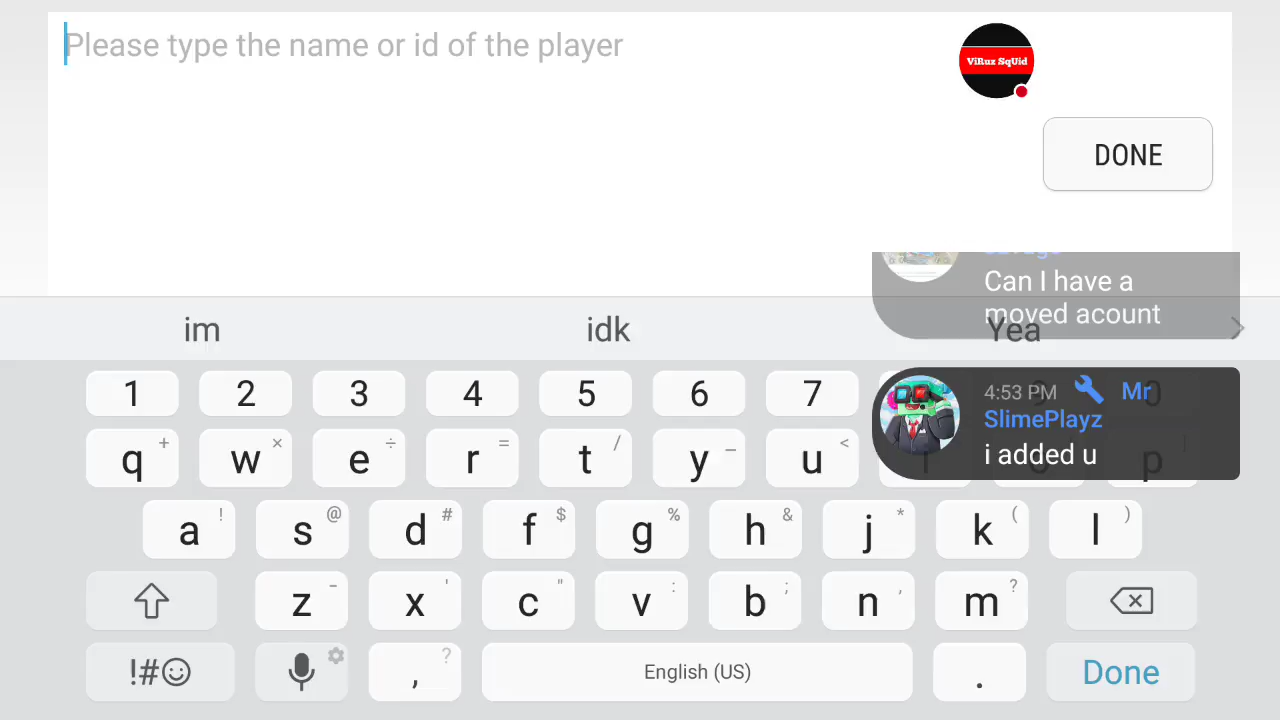 Please type the name or id of the player
ViRuz SqUid
DONE
Can I have a
moved acount
im idk Yea
4:53 PM Mr
SlimePlayz
i added u
1 2 3 4 5 6 7 0
q + w × e ÷ r = t / y _ u < p |
a ! s @ d # f $ g % h & j * k ( l )
z - x ' c " v : b ; n , m ?
!#☺ , ? English (US) . Done